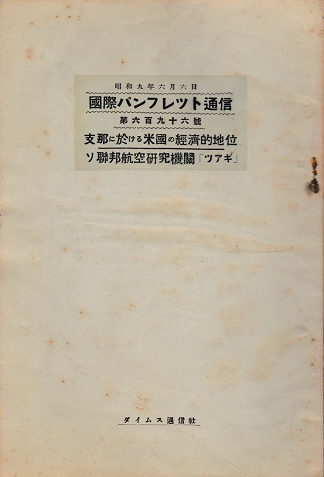 昭和九年六月六日
國際パンフレツト通信
第六百九十六號
支那に於ける米國の經濟的地位
ソ聯邦航空研究機關「ツアギ」
タイムス通信社